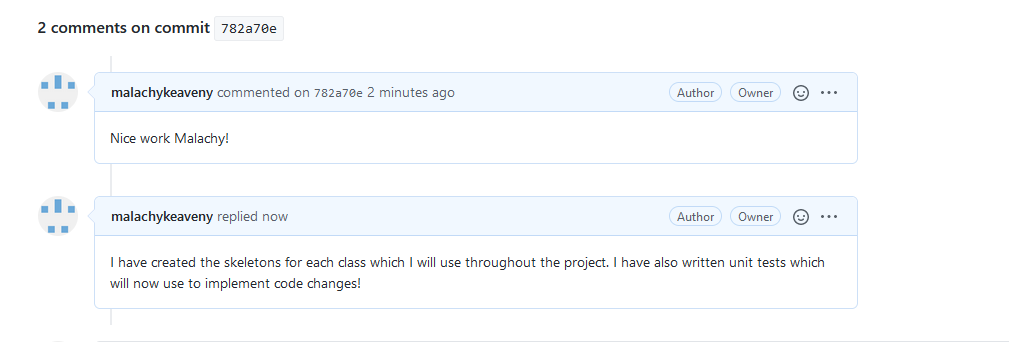 2 comments on commit 782a70e
malachykeaveny commented on 782a70e 2 minutes ago Author Owner
Nice work Malachy!
malachykeaveny replied now Author Owner
I have created the skeletons for each class which I will use throughout the project. I have also written unit tests which
will now use to implement code changes!